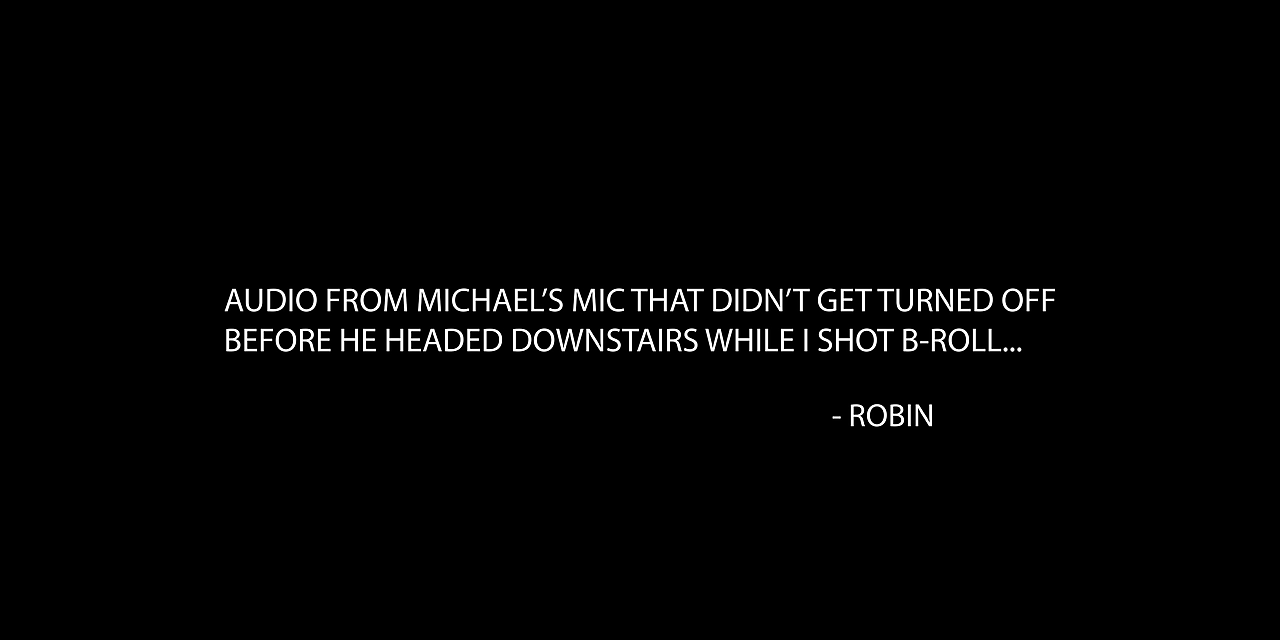 AUDIO FROM MICHAEL’S MIC THAT DIDN’T GET TURNED OFF
BEFORE HE HEADED DOWNSTAIRS WHILE I SHOT B-ROLL...
- ROBIN